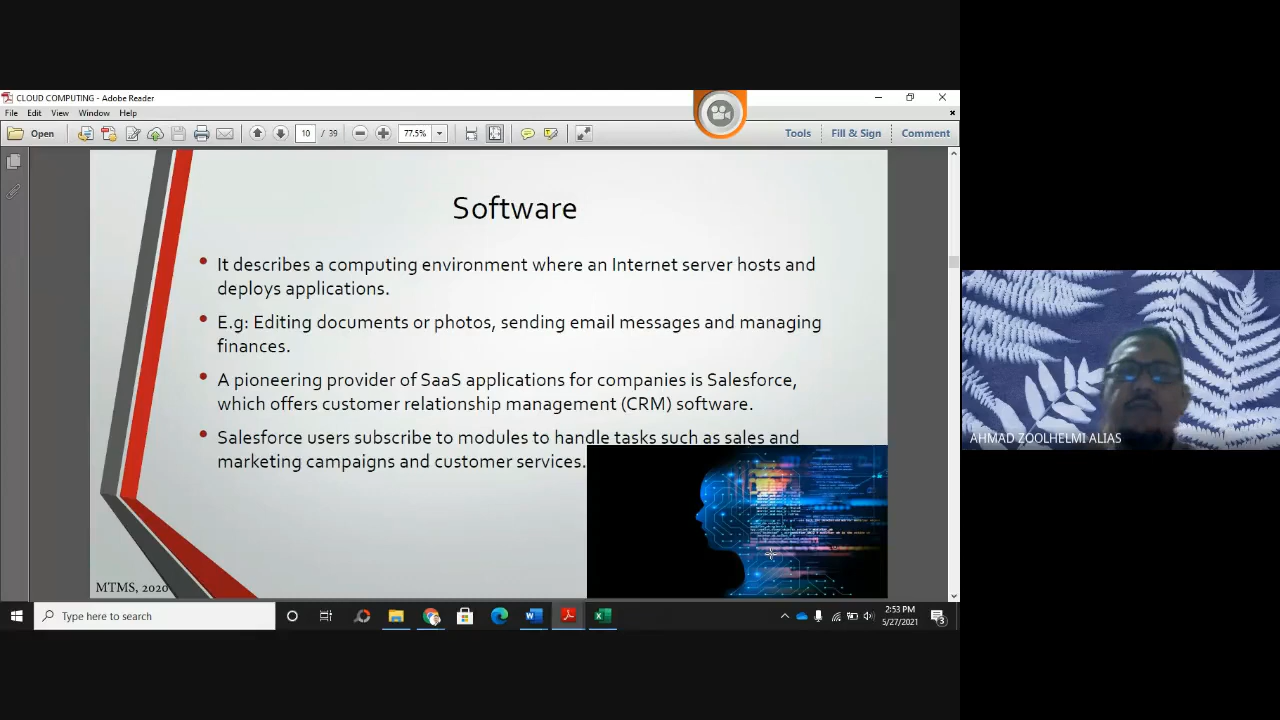 CLOUD COMPUTING - Adobe Reader
File Edit View Window Help
Open 10 / 39 77.5% Tools Fill & Sign Comment
Software
• It describes a computing environment where an Internet server hosts and
deploys applications.
• E.g: Editing documents or photos, sending email messages and managing
finances.
• A pioneering provider of SaaS applications for companies is Salesforce,
which offers customer relationship management (CRM) software.
• Salesforce users subscribe to modules to handle tasks such as sales and
marketing campaigns and customer services.
MTMS, 2020
AHMAD ZOOLHELMI ALIAS
Type here to search
2:53 PM
5/27/2021
3